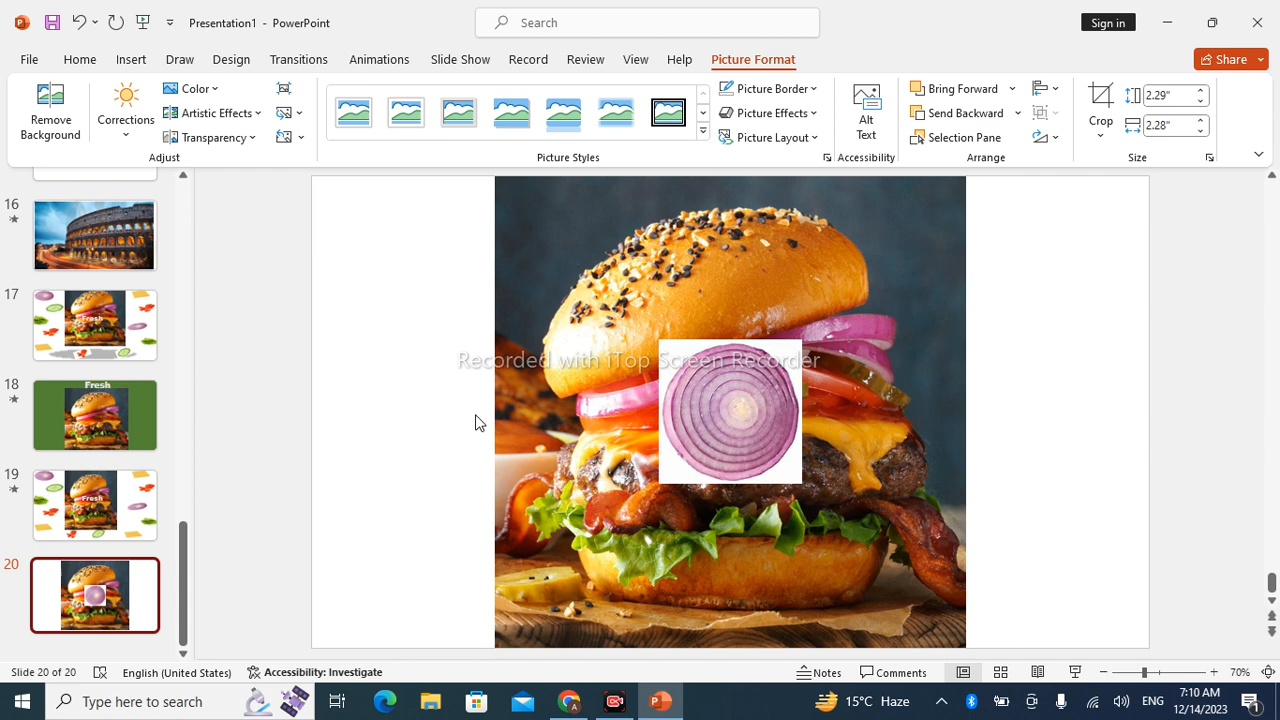 Presentation1 - PowerPoint
Search
Sign in
File Home Insert Draw Design Transitions Animations Slide Show Record Review View Help Picture Format
Share
Remove Background
Corrections
Color
Artistic Effects
Transparency
Adjust
Picture Styles
Picture Border
Picture Effects
Picture Layout
Alt Text
Accessibility
Bring Forward
Send Backward
Selection Pane
Arrange
Crop
2.29"
2.28"
Size
16
17
Fresh
18
Fresh
19
Fresh
20
Recorded with iTop Screen Recorder
Slide 20 of 20 English (United States) Accessibility: Investigate Notes Comments 70%
Type here to search
15°C Haze
ENG
7:10 AM
12/14/2023
1